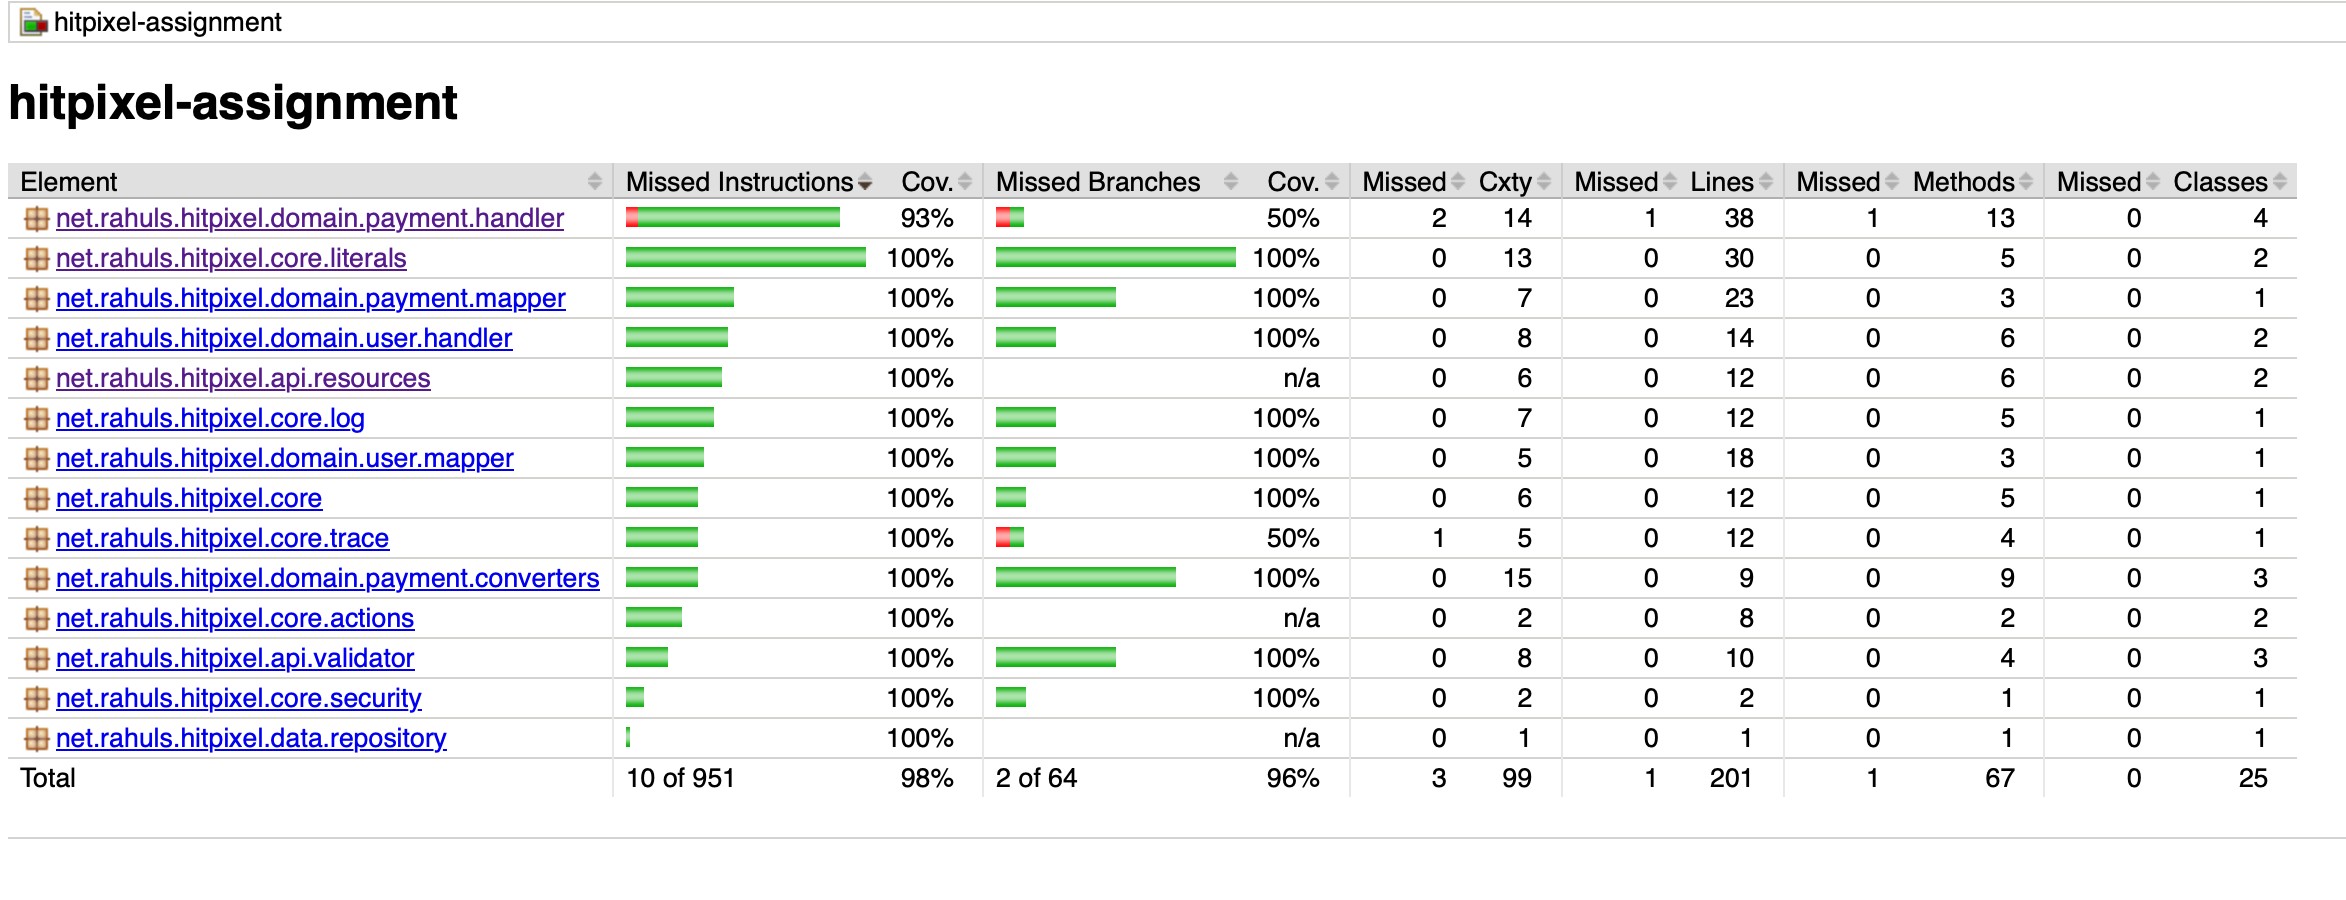 hitpixel-assignment
hitpixel-assignment
Element Missed Instructions Cov. Missed Branches Cov. Missed Cxty Missed Lines Missed Methods Missed Classes
net.rahuls.hitpixel.domain.payment.handler 93% 50% 2 14 1 38 1 13 0 4
net.rahuls.hitpixel.core.literals 100% 100% 0 13 0 30 0 5 0 2
net.rahuls.hitpixel.domain.payment.mapper 100% 100% 0 7 0 23 0 3 0 1
net.rahuls.hitpixel.domain.user.handler 100% 100% 0 8 0 14 0 6 0 2
net.rahuls.hitpixel.api.resources 100% n/a 0 6 0 12 0 6 0 2
net.rahuls.hitpixel.core.log 100% 100% 0 7 0 12 0 5 0 1
net.rahuls.hitpixel.domain.user.mapper 100% 100% 0 5 0 18 0 3 0 1
net.rahuls.hitpixel.core 100% 100% 0 6 0 12 0 5 0 1
net.rahuls.hitpixel.core.trace 100% 50% 1 5 0 12 0 4 0 1
net.rahuls.hitpixel.domain.payment.converters 100% 100% 0 15 0 9 0 9 0 3
net.rahuls.hitpixel.core.actions 100% n/a 0 2 0 8 0 2 0 2
net.rahuls.hitpixel.api.validator 100% 100% 0 8 0 10 0 4 0 3
net.rahuls.hitpixel.core.security 100% 100% 0 2 0 2 0 1 0 1
net.rahuls.hitpixel.data.repository 100% n/a 0 1 0 1 0 1 0 1
Total 10 of 951 98% 2 of 64 96% 3 99 1 201 1 67 0 25